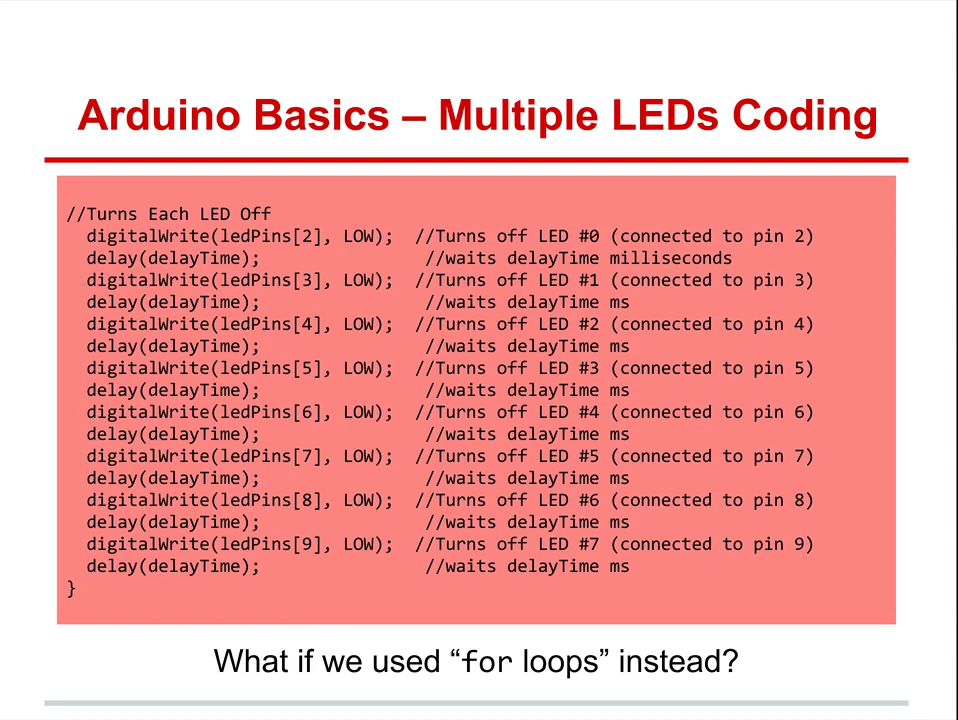 Arduino Basics – Multiple LEDs Coding
//Turns Each LED Off
  digitalWrite(ledPins[2], LOW);  //Turns off LED #0 (connected to pin 2)
  delay(delayTime);                //waits delayTime milliseconds
  digitalWrite(ledPins[3], LOW);  //Turns off LED #1 (connected to pin 3)
  delay(delayTime);                //waits delayTime ms
  digitalWrite(ledPins[4], LOW);  //Turns off LED #2 (connected to pin 4)
  delay(delayTime);                //waits delayTime ms
  digitalWrite(ledPins[5], LOW);  //Turns off LED #3 (connected to pin 5)
  delay(delayTime);                //waits delayTime ms
  digitalWrite(ledPins[6], LOW);  //Turns off LED #4 (connected to pin 6)
  delay(delayTime);                //waits delayTime ms
  digitalWrite(ledPins[7], LOW);  //Turns off LED #5 (connected to pin 7)
  delay(delayTime);                //waits delayTime ms
  digitalWrite(ledPins[8], LOW);  //Turns off LED #6 (connected to pin 8)
  delay(delayTime);                //waits delayTime ms
  digitalWrite(ledPins[9], LOW);  //Turns off LED #7 (connected to pin 9)
  delay(delayTime);                //waits delayTime ms
}
What if we used “for loops” instead?